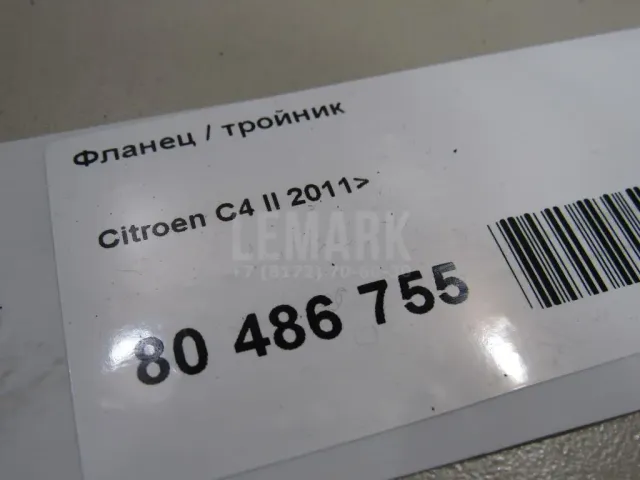 Фланец / тройник
Citroen C4 II 2011>
LEMARK
80 486 755